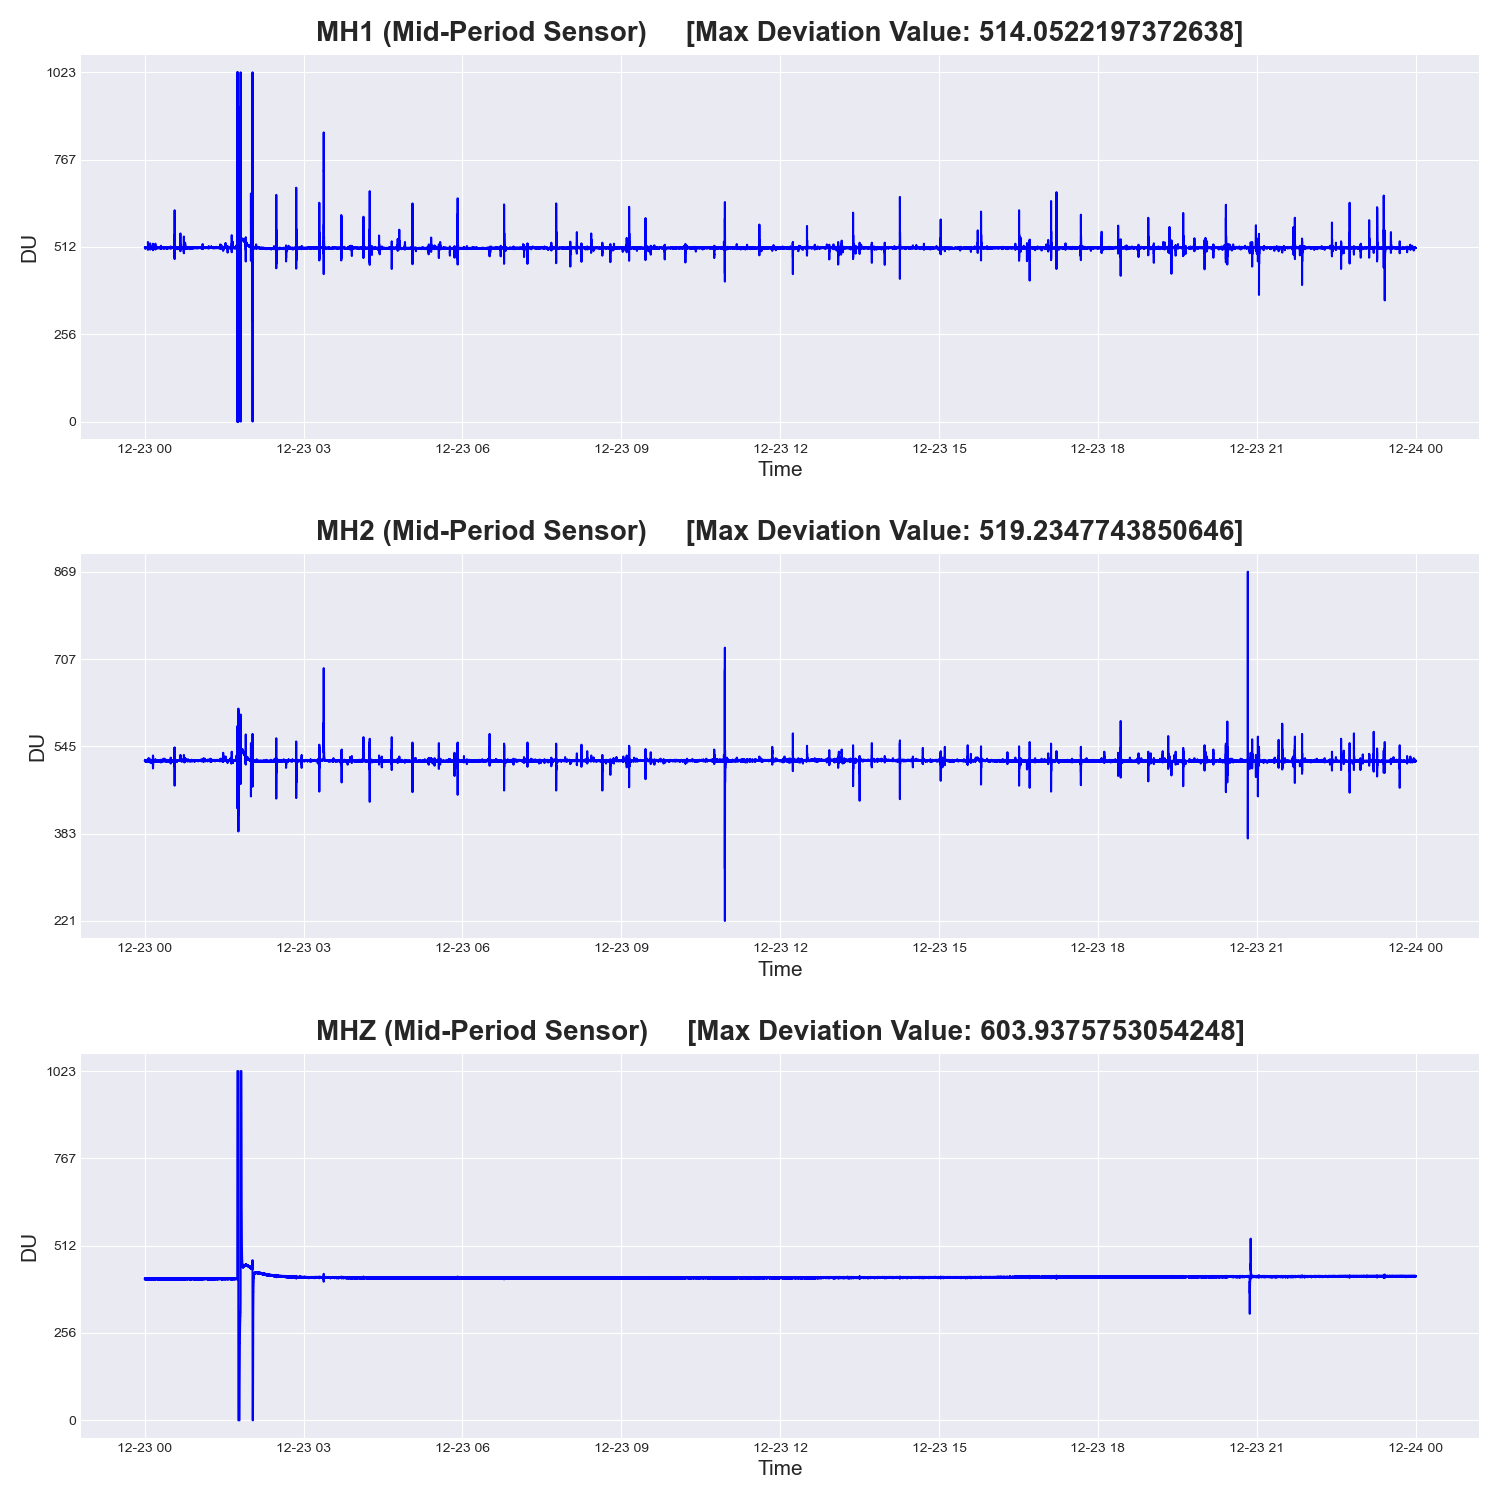 MH1 (Mid-Period Sensor) [Max Deviation Value: 514.0522197372638]
1023
767
512
256
0
DU
12-23 00 12-23 03 12-23 06 12-23 09 12-23 12 12-23 15 12-23 18 12-23 21 12-24 00
Time
MH2 (Mid-Period Sensor) [Max Deviation Value: 519.2347743850646]
869
707
545
383
221
DU
12-23 00 12-23 03 12-23 06 12-23 09 12-23 12 12-23 15 12-23 18 12-23 21 12-24 00
Time
MHZ (Mid-Period Sensor) [Max Deviation Value: 603.9375753054248]
1023
767
512
256
0
DU
12-23 00 12-23 03 12-23 06 12-23 09 12-23 12 12-23 15 12-23 18 12-23 21 12-24 00
Time